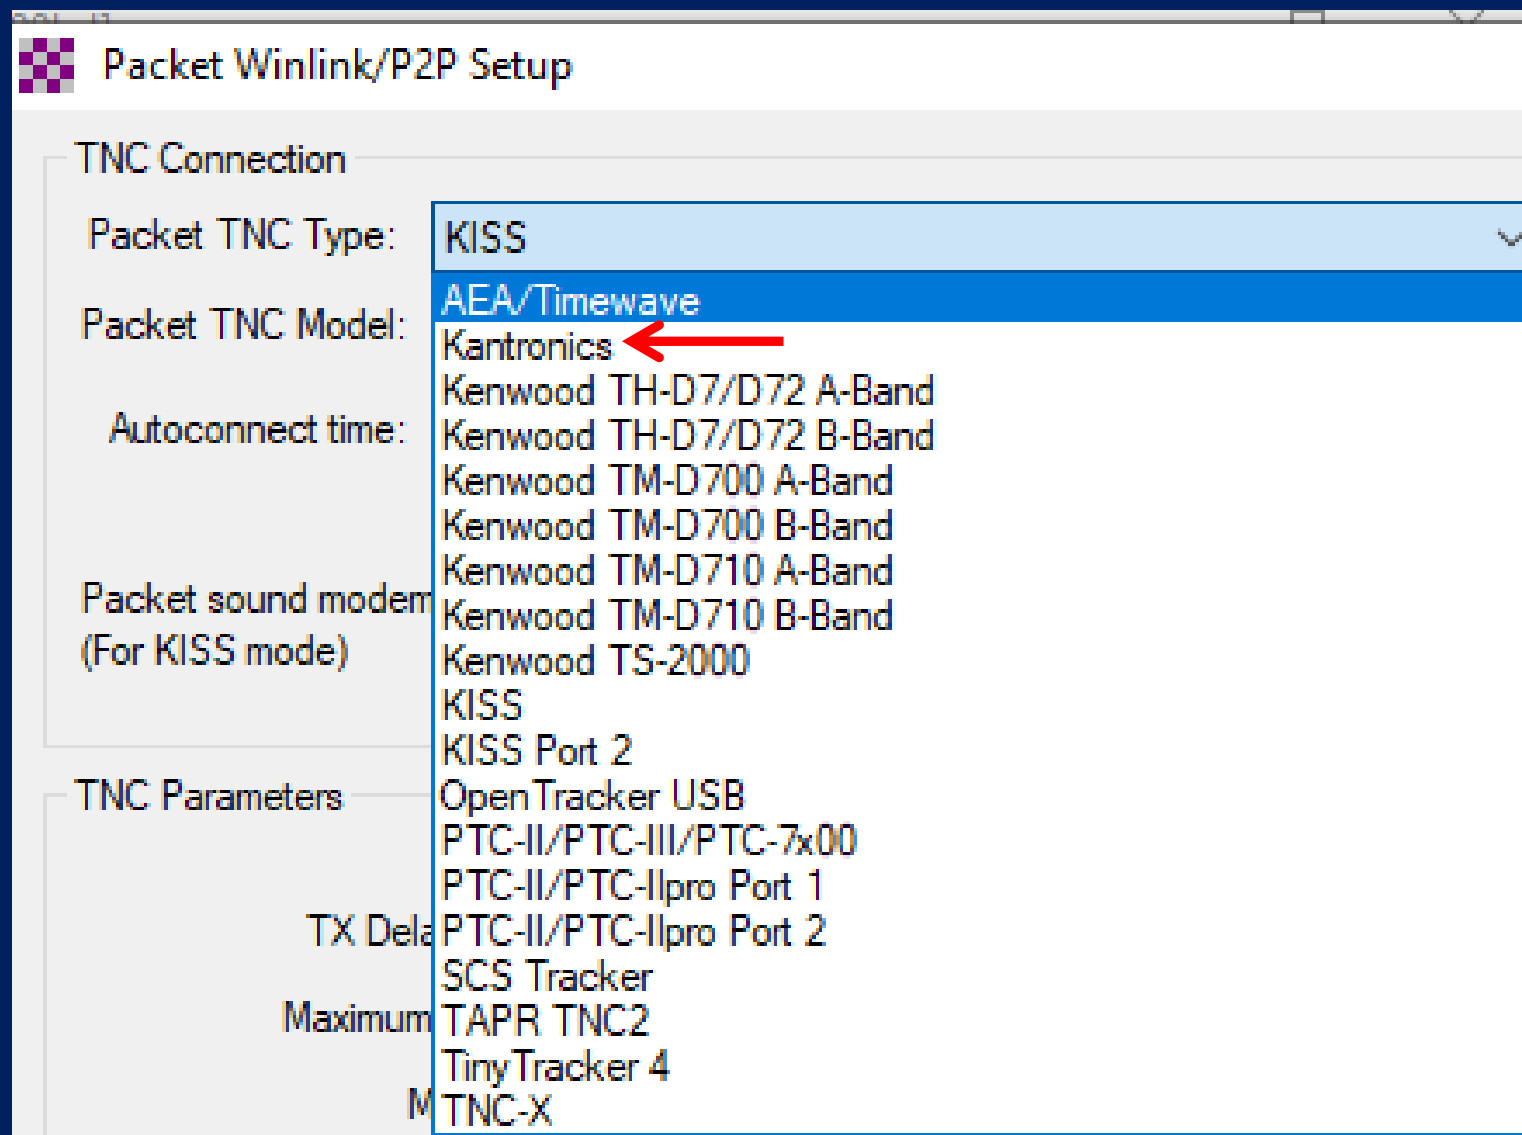 Packet Winlink/P2P Setup
TNC Connection
Packet TNC Type: KISS
Packet TNC Model:
Autoconnect time:
Packet sound modem
(For KISS mode)
AEA/Timewave
Kantronics
Kenwood TH-D7/D72 A-Band
Kenwood TH-D7/D72 B-Band
Kenwood TM-D700 A-Band
Kenwood TM-D700 B-Band
Kenwood TM-D710 A-Band
Kenwood TM-D710 B-Band
Kenwood TS-2000
KISS
KISS Port 2
OpenTracker USB
PTC-II/PTC-III/PTC-7x00
PTC-II/PTC-IIpro Port 1
PTC-II/PTC-IIpro Port 2
SCS Tracker
TAPR TNC2
TinyTracker 4
TNC-X
TNC Parameters
TX Dela
Maximum
M